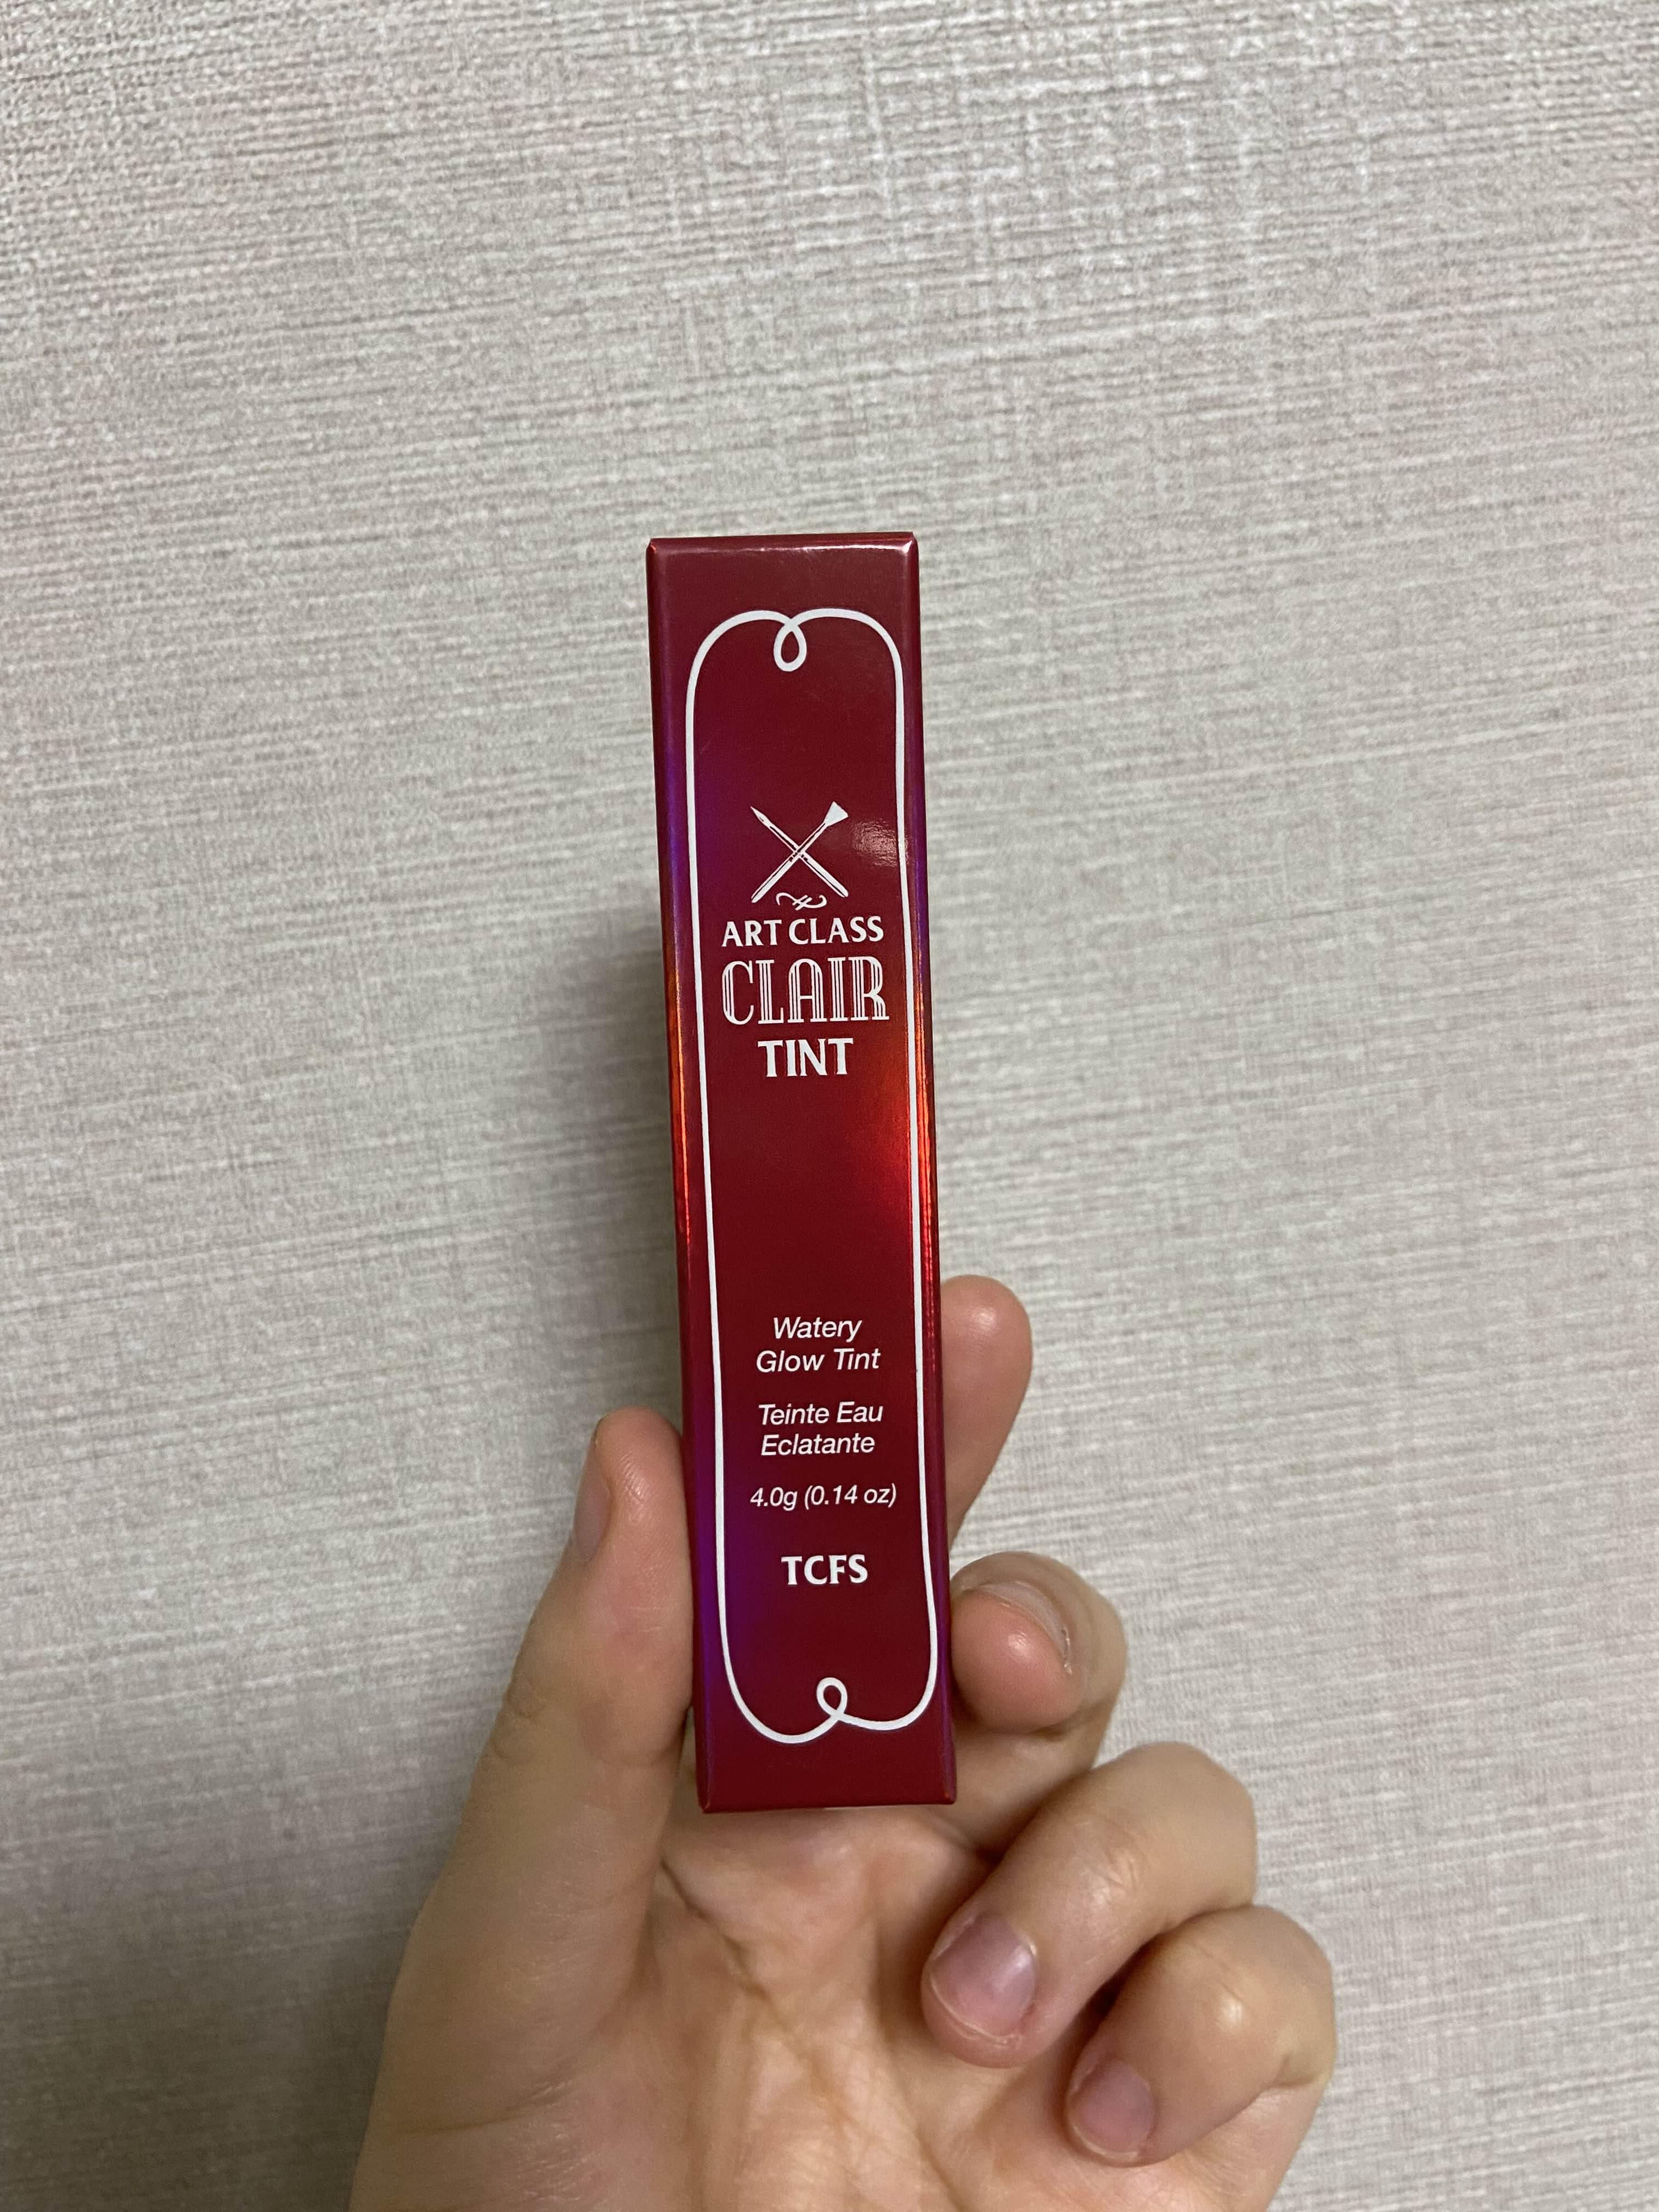 ART CLASS
CLAIR
TINT
Watery
Glow Tint
Teinte Eau
Eclatante
4.0g (0.14 oz)
TCFS